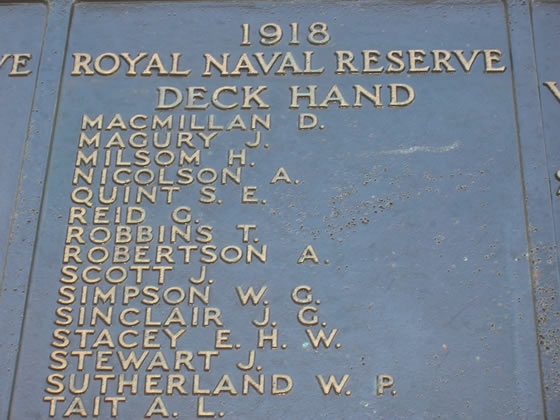 1918
ROYAL NAVAL RESERVE
DECK HAND
MACMILLAN D.
MAGURY J.
MILSOM H.
NICOLSON A.
QUINT S. E.
REID G.
ROBBINS T.
ROBERTSON A.
SCOTT J.
SIMPSON W. G.
SINCLAIR J. G.
STACEY E. H. W.
STEWART J.
SUTHERLAND W. P.
TAIT A. L.